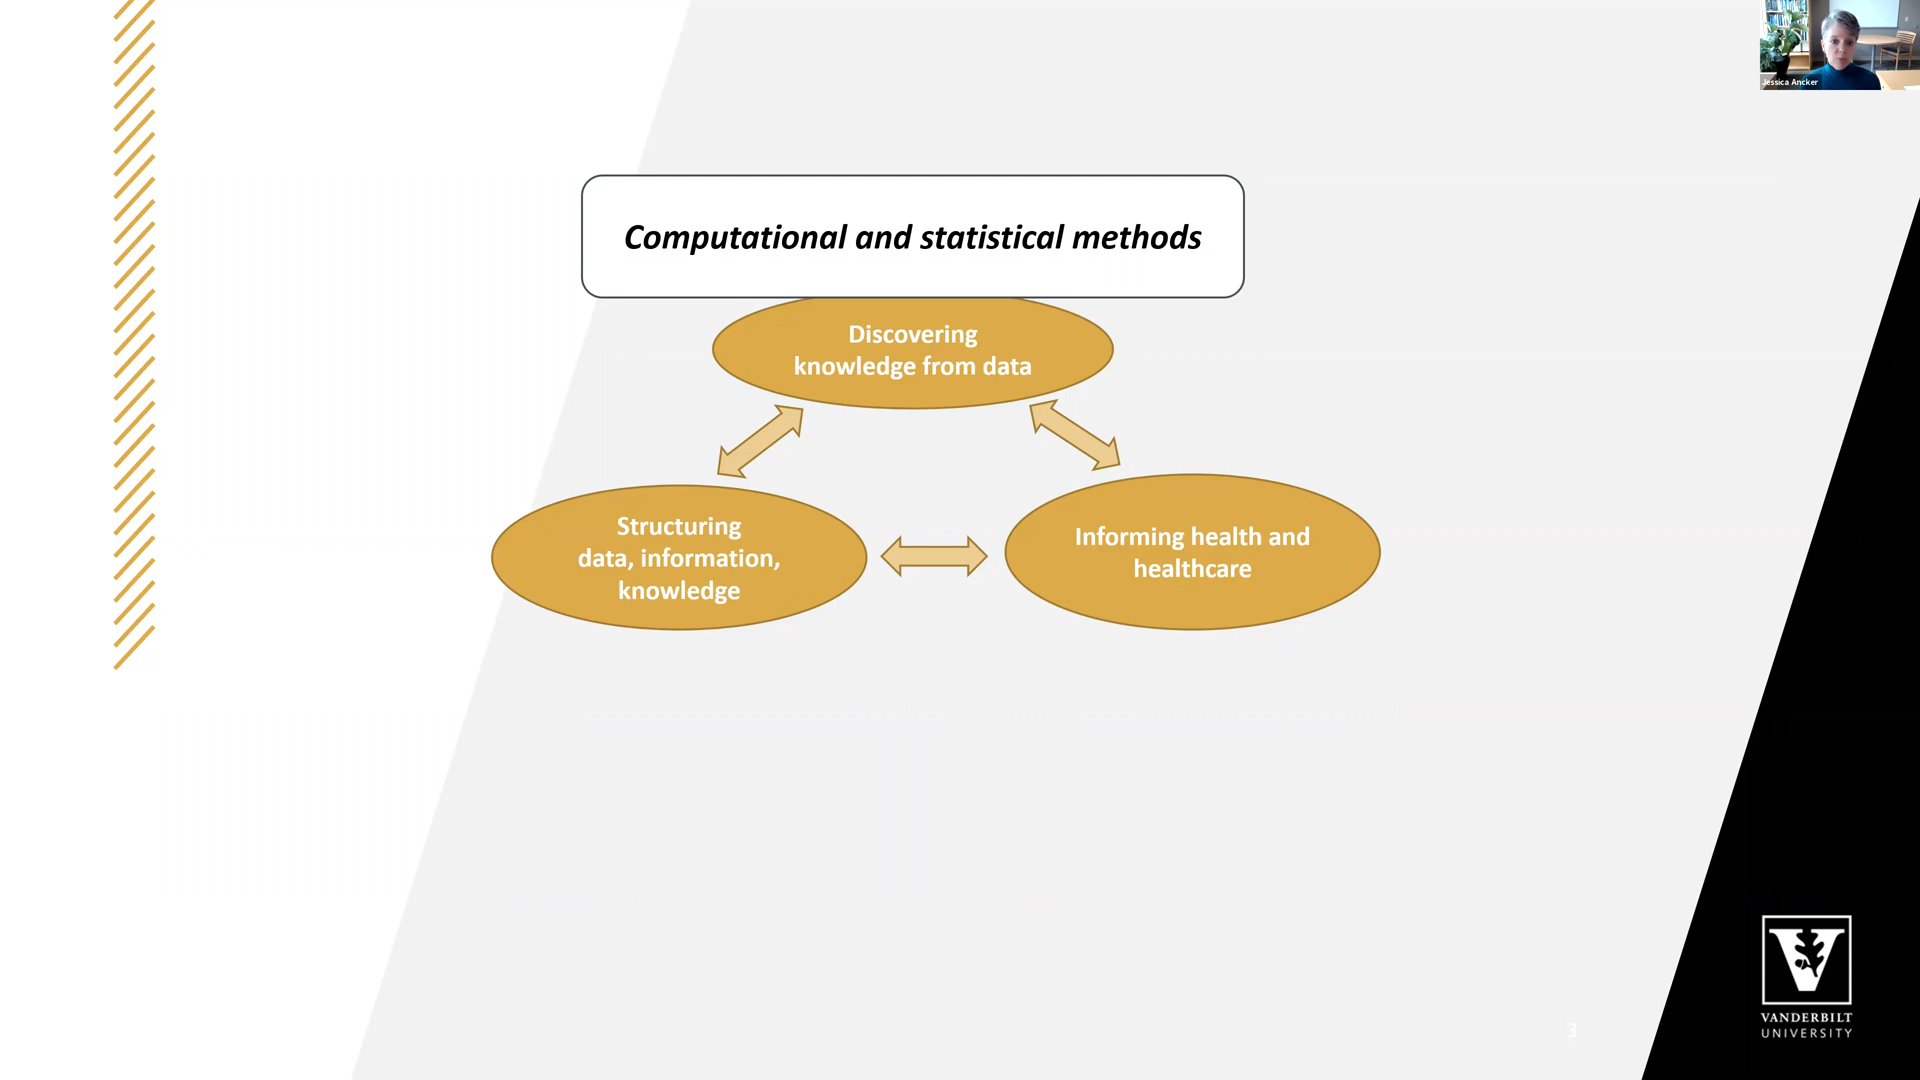 Jessica Ancker
Computational and statistical methods
Discovering
knowledge from data
Structuring
data, information,
knowledge
Informing health and
healthcare
3
V
VANDERBILT
UNIVERSITY